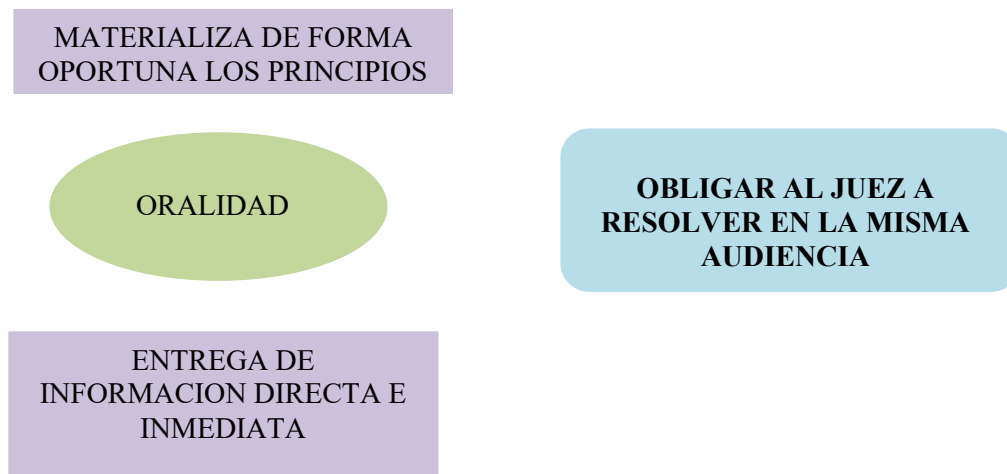 MATERIALIZA DE FORMA
OPORTUNA LOS PRINCIPIOS
ORALIDAD
OBLIGAR AL JUEZ A
RESOLVER EN LA MISMA
AUDIENCIA
ENTREGA DE
INFORMACION DIRECTA E
INMEDIATA